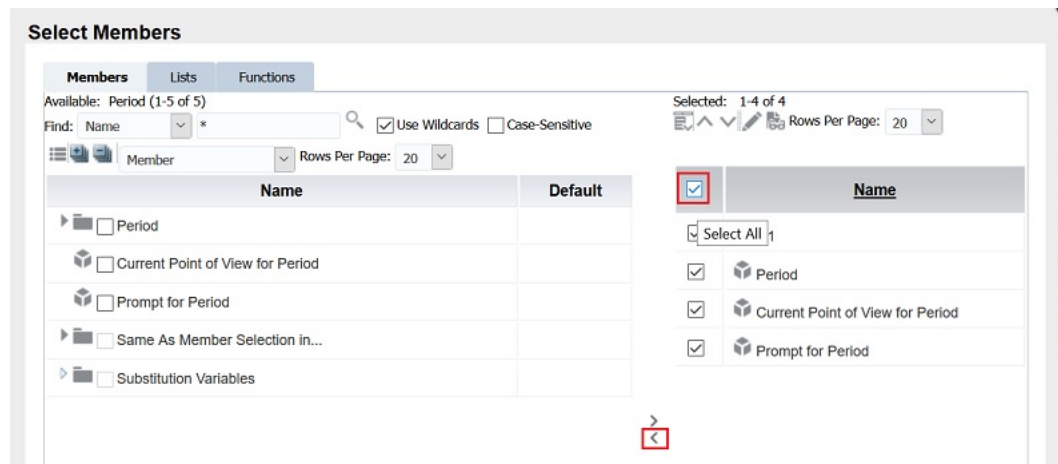 Select Members
Members Lists Functions
Available: Period (1-5 of 5)
Find: Name * Use Wildcards Case-Sensitive
Member Rows Per Page: 20
Name Default
Period
Current Point of View for Period
Prompt for Period
Same As Member Selection in...
Substitution Variables
Selected: 1-4 of 4
Rows Per Page: 20
Name
Select All 1
Period
Current Point of View for Period
Prompt for Period